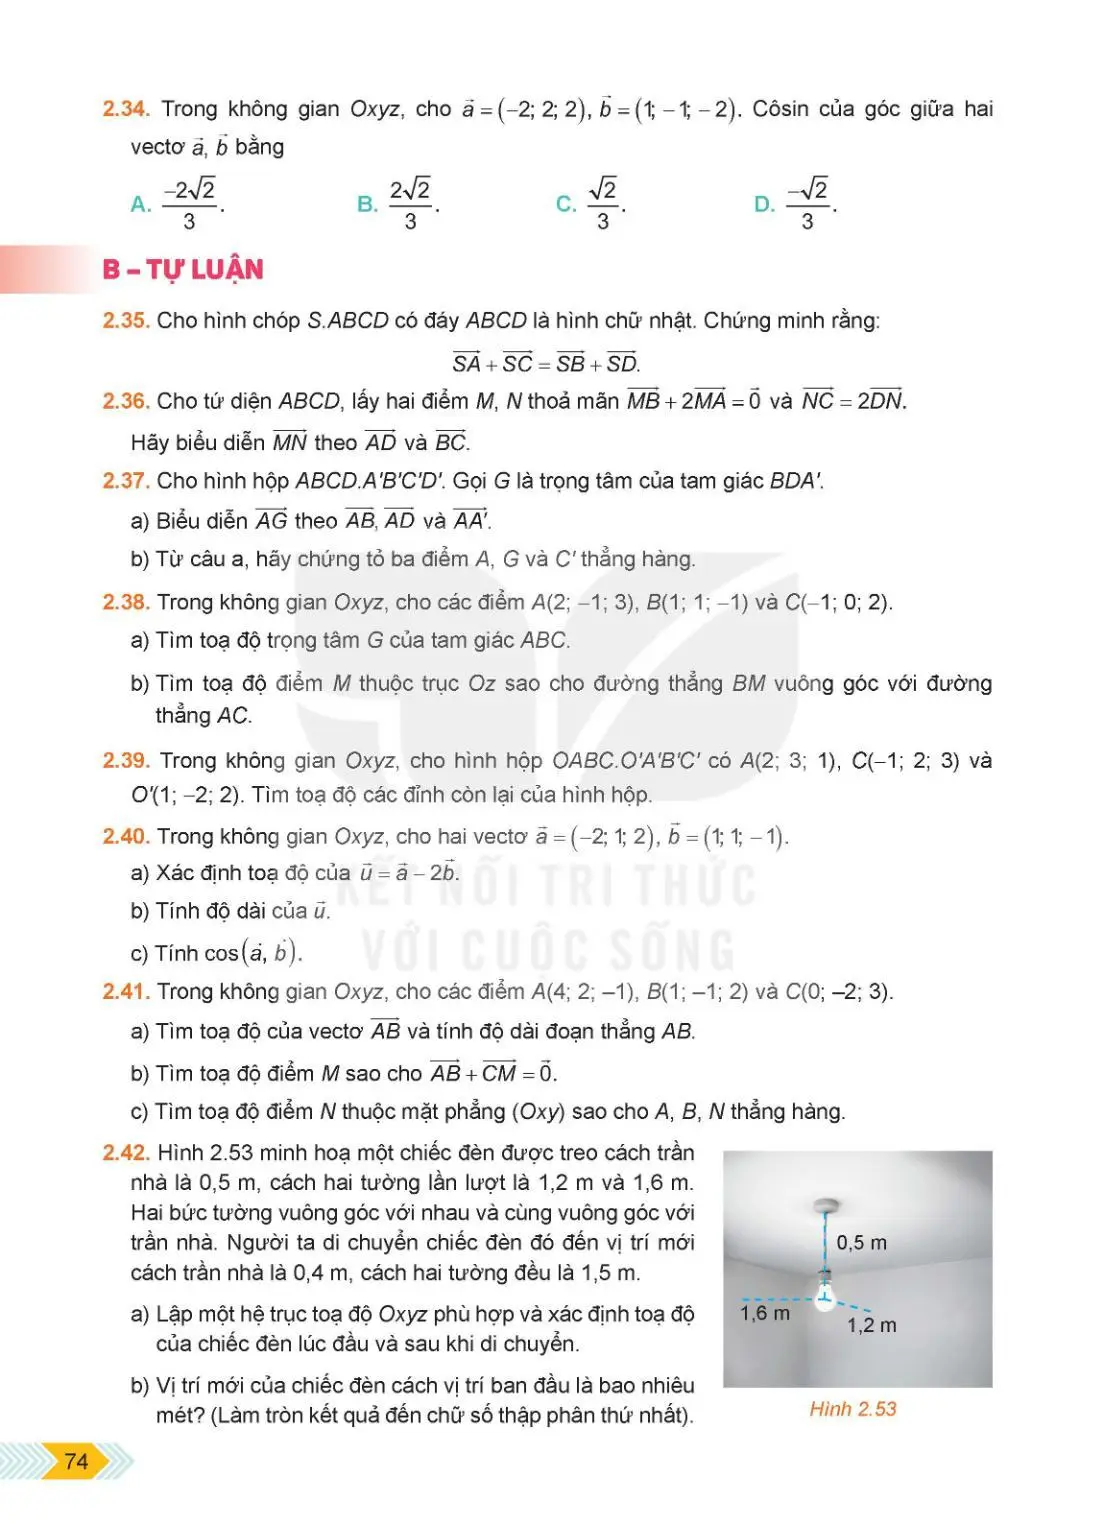 2.34. Trong không gian Oxyz, cho a⃗ = (–2; 2; 2), b⃗ = (1; – 1; – 2). Côsin của góc giữa hai
vectơ a⃗, b⃗ bằng
A. –2√2/3. B. 2√2/3. C. √2/3. D. –√2/3.
B – TỰ LUẬN
2.35. Cho hình chóp S.ABCD có đáy ABCD là hình chữ nhật. Chứng minh rằng:
SA⃗ + SC⃗ = SB⃗ + SD⃗.
2.36. Cho tứ diện ABCD, lấy hai điểm M, N thoả mãn MB⃗ + 2MA⃗ = 0⃗ và NC⃗ = 2DN⃗.
Hãy biểu diễn MN⃗ theo AD⃗ và BC⃗.
2.37. Cho hình hộp ABCD.A'B'C'D'. Gọi G là trọng tâm của tam giác BDA'.
a) Biểu diễn AG⃗ theo AB⃗, AD⃗ và AA'⃗.
b) Từ câu a, hãy chứng tỏ ba điểm A, G và C' thẳng hàng.
2.38. Trong không gian Oxyz, cho các điểm A(2; –1; 3), B(1; 1; –1) và C(–1; 0; 2).
a) Tìm toạ độ trọng tâm G của tam giác ABC.
b) Tìm toạ độ điểm M thuộc trục Oz sao cho đường thẳng BM vuông góc với đường
thẳng AC.
2.39. Trong không gian Oxyz, cho hình hộp OABC.O'A'B'C' có A(2; 3; 1), C(–1; 2; 3) và
O'(1; –2; 2). Tìm toạ độ các đỉnh còn lại của hình hộp.
2.40. Trong không gian Oxyz, cho hai vectơ a⃗ = (–2; 1; 2), b⃗ = (1; 1; – 1).
a) Xác định toạ độ của u⃗ = a⃗ – 2b⃗.
KẾT NỐI TRI THỨC
b) Tính độ dài của u⃗.
c) Tính cos(a⃗, b⃗).
VỚI CUỘC SỐNG
2.41. Trong không gian Oxyz, cho các điểm A(4; 2; –1), B(1; –1; 2) và C(0; –2; 3).
a) Tìm toạ độ của vectơ AB⃗ và tính độ dài đoạn thẳng AB.
b) Tìm toạ độ điểm M sao cho AB⃗ + CM⃗ = 0⃗.
c) Tìm toạ độ điểm N thuộc mặt phẳng (Oxy) sao cho A, B, N thẳng hàng.
2.42. Hình 2.53 minh hoạ một chiếc đèn được treo cách trần
nhà là 0,5 m, cách hai tường lần lượt là 1,2 m và 1,6 m.
Hai bức tường vuông góc với nhau và cùng vuông góc với
trần nhà. Người ta di chuyển chiếc đèn đó đến vị trí mới
cách trần nhà là 0,4 m, cách hai tường đều là 1,5 m.
a) Lập một hệ trục toạ độ Oxyz phù hợp và xác định toạ độ
của chiếc đèn lúc đầu và sau khi di chuyển.
b) Vị trí mới của chiếc đèn cách vị trí ban đầu là bao nhiêu
mét? (Làm tròn kết quả đến chữ số thập phân thứ nhất).
0,5 m
1,6 m
1,2 m
Hình 2.53
74